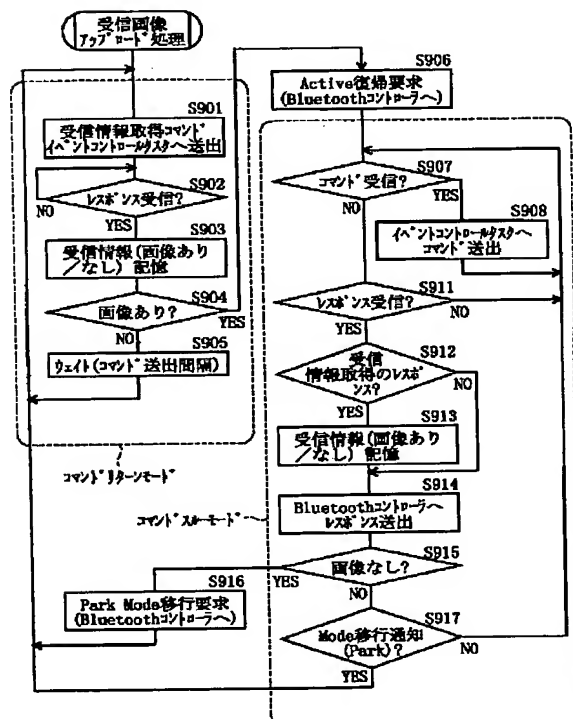 受信画像
ｱｯﾌﾟﾛｰﾄﾞ処理
S901
受信情報取得ｺﾏﾝﾄﾞ
ｲﾍﾞﾝﾄｺﾝﾄﾛｰﾙﾀｽｸへ送出
S902
ﾚｽﾎﾟﾝｽ受信?
NO
YES
S903
受信情報(画像あり
／なし) 記憶
S904
画像あり?
YES
NO
S905
ｳｪｲﾄ(ｺﾏﾝﾄﾞ送出間隔)
ｺﾏﾝﾄﾞﾘﾀｰﾝﾓｰﾄﾞ
S906
Active復帰要求
(Bluetoothｺﾝﾄﾛｰﾗへ)
S907
ｺﾏﾝﾄﾞ受信?
NO
YES
S908
ｲﾍﾞﾝﾄｺﾝﾄﾛｰﾙﾀｽｸへ
ｺﾏﾝﾄﾞ送出
S911
ﾚｽﾎﾟﾝｽ受信?
YES
NO
S912
受信
情報取得のﾚｽ
ﾎﾟﾝｽ?
NO
YES
S913
受信情報(画像あり
／なし) 記憶
S914
Bluetoothｺﾝﾄﾛｰﾗへ
ﾚｽﾎﾟﾝｽ送出
ｺﾏﾝﾄﾞｽﾙｰﾓｰﾄﾞ
S915
画像なし?
YES
NO
S916
Park Mode移行要求
(Bluetoothｺﾝﾄﾛｰﾗへ)
S917
Mode移行通知
(Park)?
NO
YES